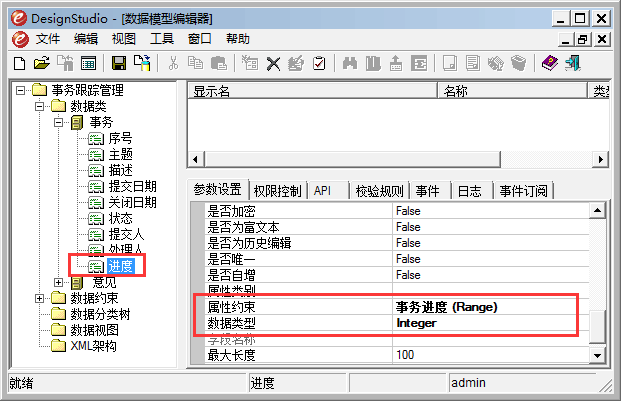 DesignStudio - [数据模型编辑器]
文件 编辑 视图 工具 窗口 帮助
事务跟踪管理
数据类
事务
序号
主题
描述
提交日期
关闭日期
状态
提交人
处理人
进度
意见
数据约束
数据分类树
数据视图
XML架构
显示名 名称 类
参数设置 权限控制 API 校验规则 事件 日志 事件订阅
是否加密 False
是否为富文本 False
是否为历史编辑 False
是否唯一 False
是否自增 False
属性类别
属性约束 事务进度 (Range)
数据类型 Integer
字段名称
最大长度 100
就绪 进度 admin